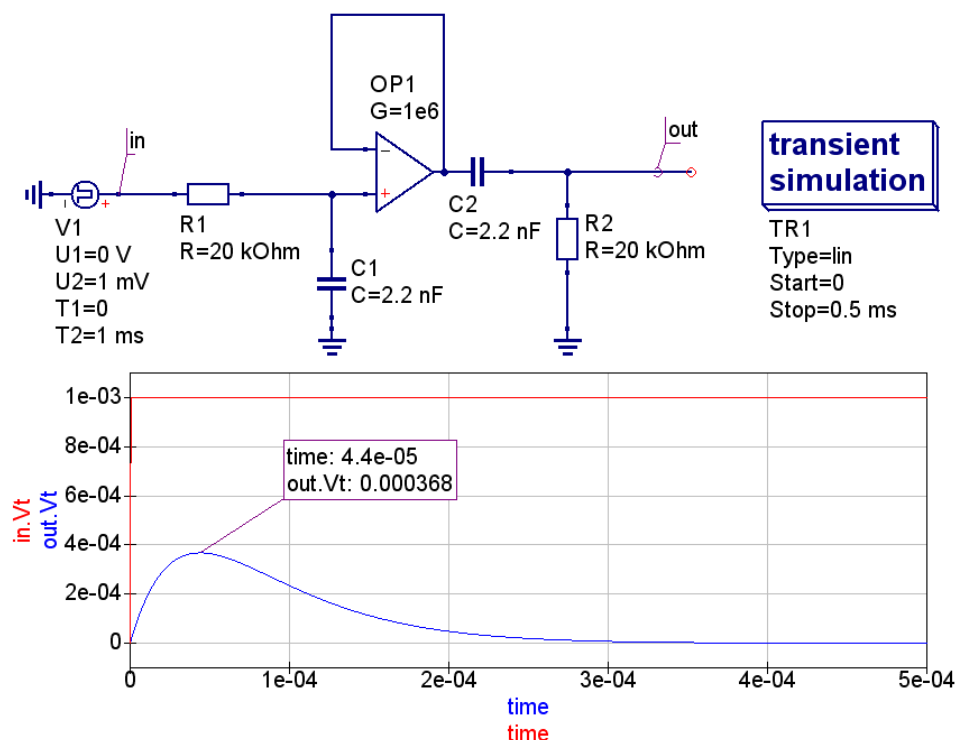 OP1
G=1e6
in
out
V1
U1=0 V
U2=1 mV
T1=0
T2=1 ms
R1
R=20 kOhm
C1
C=2.2 nF
−
+
C2
C=2.2 nF
R2
R=20 kOhm
transient
simulation
TR1
Type=lin
Start=0
Stop=0.5 ms
in.Vt
out.Vt
1e-03
8e-04
6e-04
4e-04
2e-04
0
time: 4.4e-05
out.Vt: 0.000368
0 1e-04 2e-04 3e-04 4e-04 5e-04
time
time